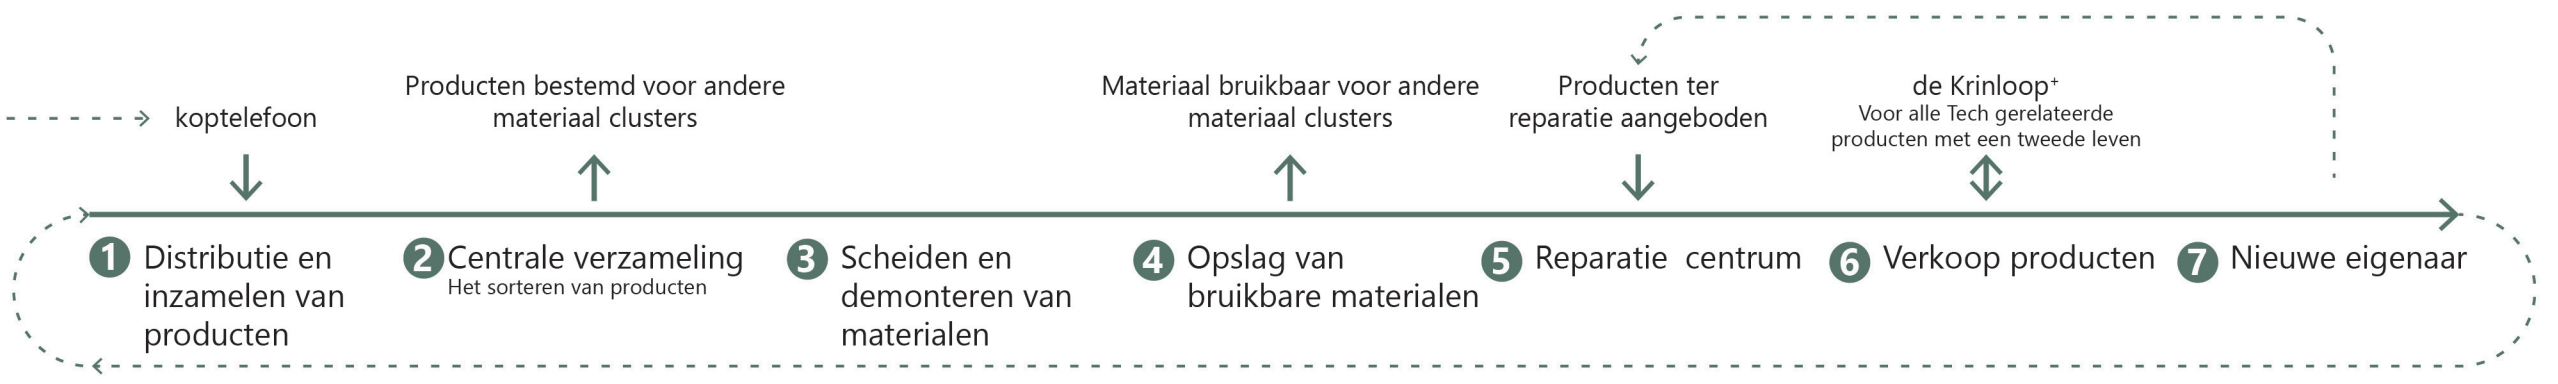 koptelefoon
Producten bestemd voor andere
materiaal clusters
Materiaal bruikbaar voor andere
materiaal clusters
Producten ter
reparatie aangeboden
de Krinloop+
Voor alle Tech gerelateerde
producten met een tweede leven
1 Distributie en
inzamelen van
producten
2 Centrale verzameling
Het sorteren van producten
3 Scheiden en
demonteren van
materialen
4 Opslag van
bruikbare materialen
5 Reparatie centrum
6 Verkoop producten
7 Nieuwe eigenaar